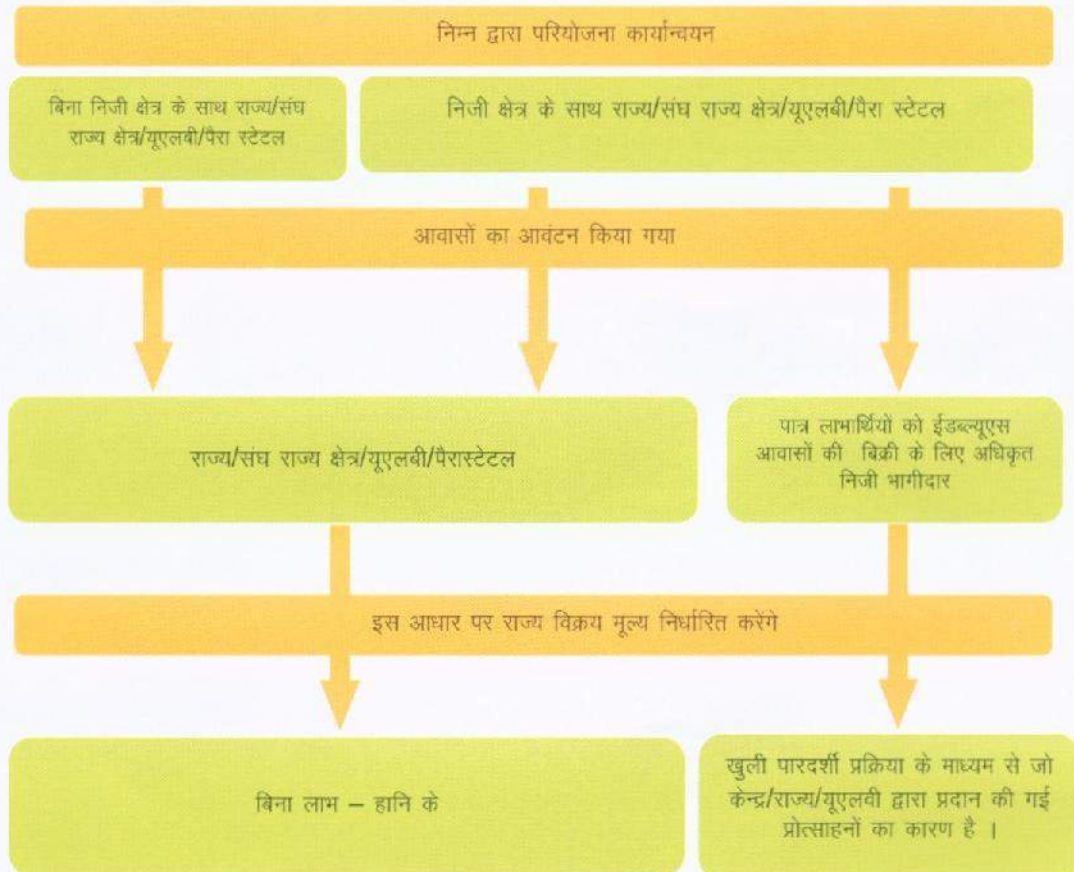 निम्न द्वारा परियोजना कार्यान्वयन
बिना निजी क्षेत्र के साथ राज्य/संघ
राज्य क्षेत्र/यूएलबी/पैरा स्टेटल
निजी क्षेत्र के साथ राज्य/संघ राज्य क्षेत्र/यूएलबी/पैरा स्टेटल
आवासों का आवंटन किया गया
राज्य/संघ राज्य क्षेत्र/यूएलबी/पैरास्टेटल
पात्र लाभार्थियों को ईडब्ल्यूएस
आवासों की बिक्री के लिए अधिकृत
निजी भागीदार
इस आधार पर राज्य विक्रय मूल्य निर्धारित करेंगे
बिना लाभ – हानि के
खुली पारदर्शी प्रक्रिया के माध्यम से जो
केन्द्र/राज्य/यूएलवी द्वारा प्रदान की गई
प्रोत्साहनों का कारण है ।